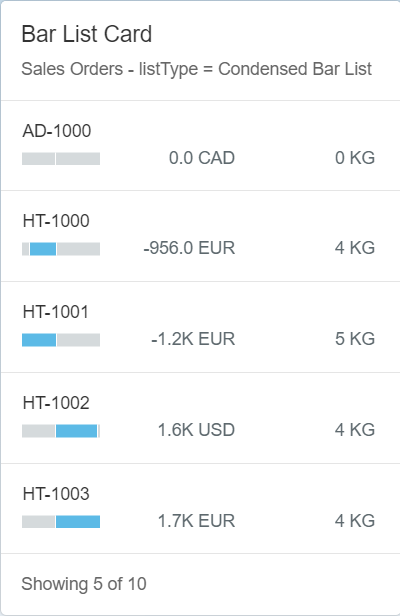 Bar List Card
Sales Orders - listType = Condensed Bar List
AD-1000
0.0 CAD 0 KG
HT-1000
-956.0 EUR 4 KG
HT-1001
-1.2K EUR 5 KG
HT-1002
1.6K USD 4 KG
HT-1003
1.7K EUR 4 KG
Showing 5 of 10